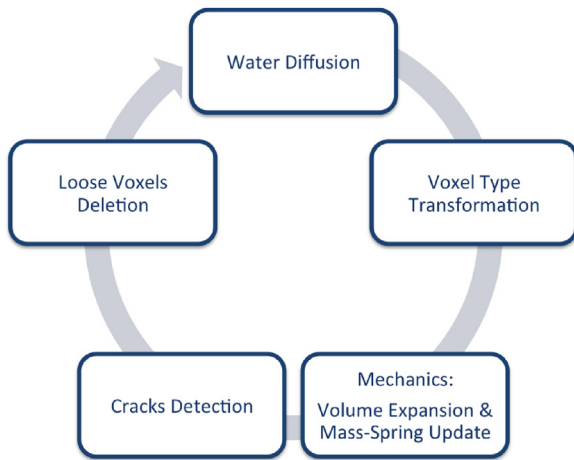 Water Diffusion
Voxel Type
Transformation
Mechanics:
Volume Expansion &
Mass-Spring Update
Cracks Detection
Loose Voxels
Deletion